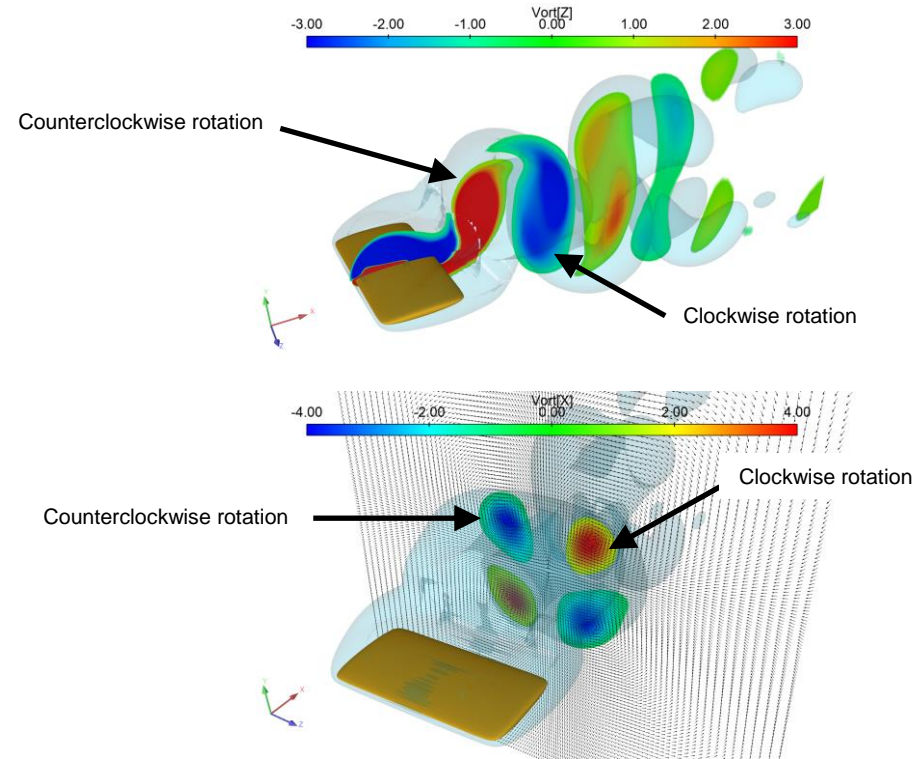 Vort[Z]
-3.00 -2.00 -1.00 0.00 1.00 2.00 3.00
Counterclockwise rotation
Clockwise rotation
Y
X
Z
Vort[X]
-4.00 -2.00 0.00 2.00 4.00
Clockwise rotation
Counterclockwise rotation
Y
X
Z